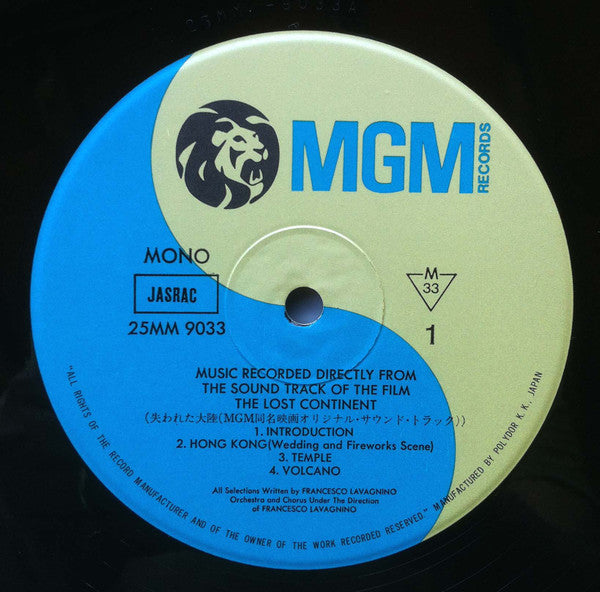 25MM-9033A
MGM
RECORDS
MONO
JASRAC
25MM 9033
M
33
1
MUSIC RECORDED DIRECTLY FROM
THE SOUND TRACK OF THE FILM
THE LOST CONTINENT
(失われた大陸(MGM同名映画オリジナル・サウンド・トラック))
1. INTRODUCTION
2. HONG KONG(Wedding and Fireworks Scene)
3. TEMPLE
4. VOLCANO
All Selections Written by FRANCESCO LAVAGNINO
Orchestra and Chorus Under The Direction
of FRANCESCO LAVAGNINO
"ALL RIGHTS OF THE RECORD MANUFACTURER AND OF THE OWNER OF THE WORK RECORDED RESERVED." MANUFACTURED BY POLYDOR K. K., JAPAN